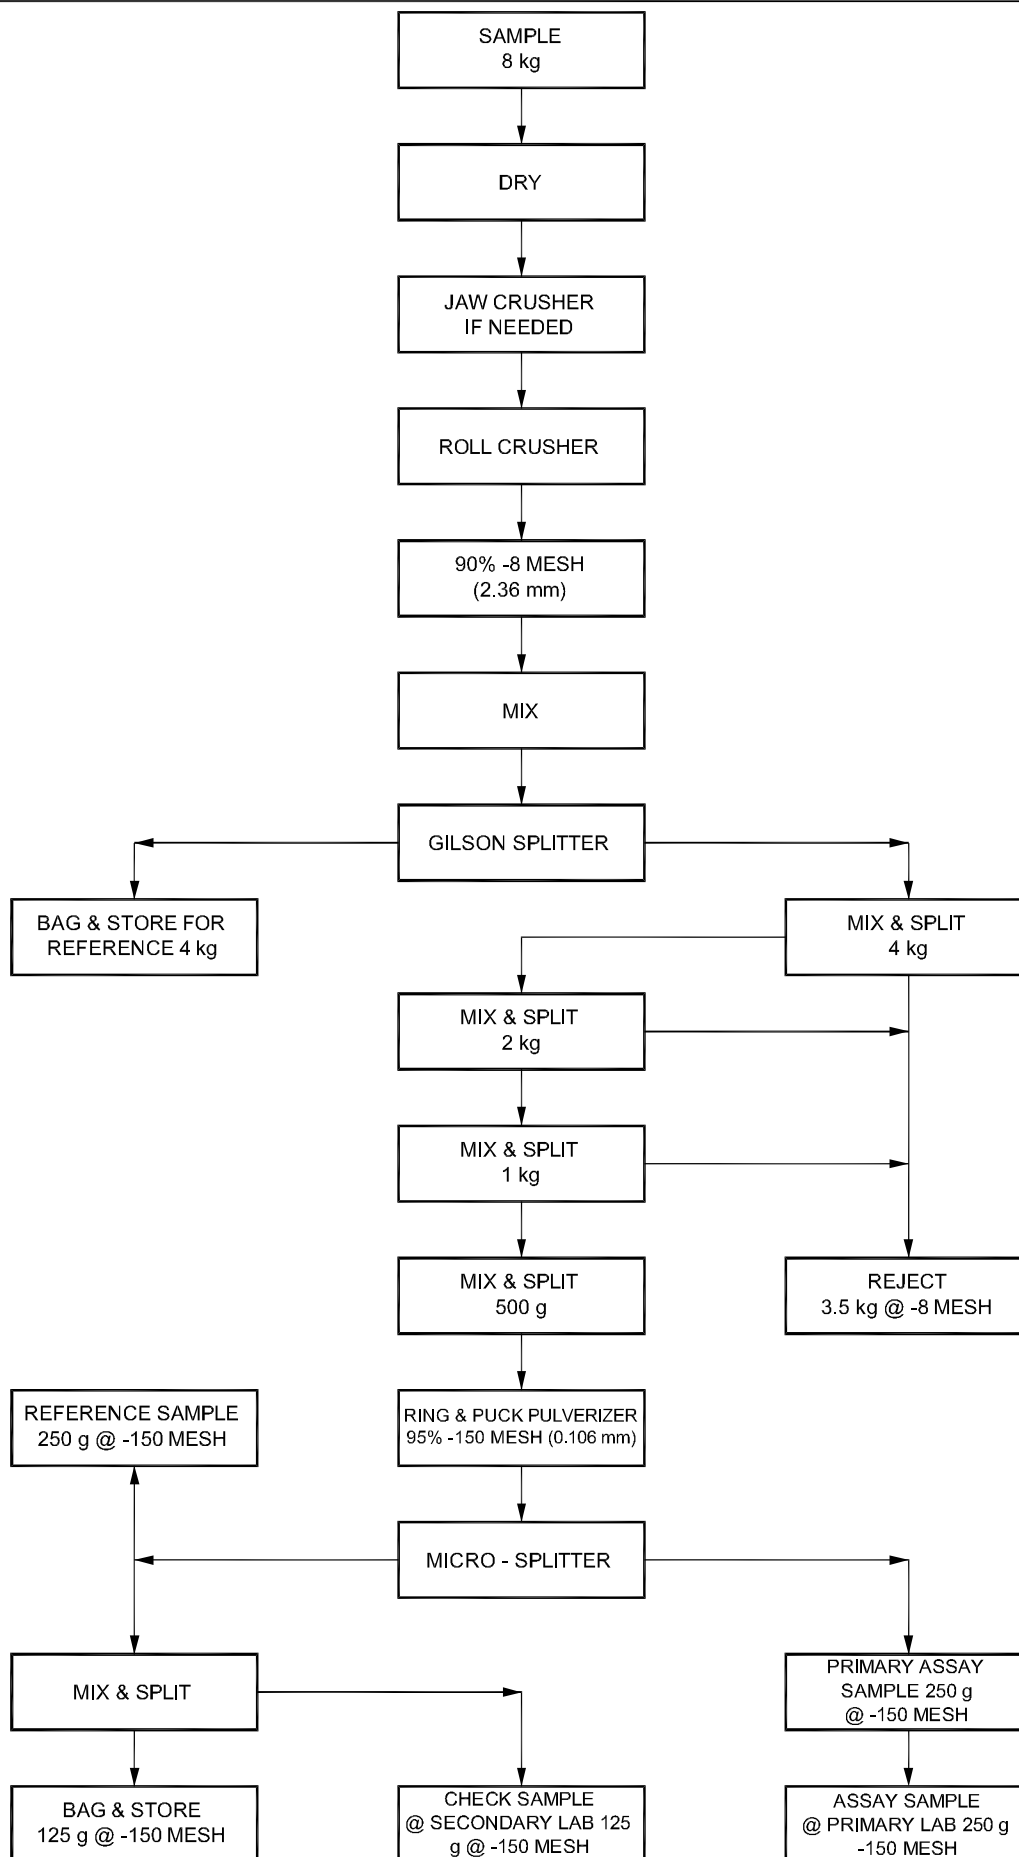 SAMPLE
8 kg
DRY
JAW CRUSHER
IF NEEDED
ROLL CRUSHER
90% -8 MESH
(2.36 mm)
MIX
GILSON SPLITTER
BAG & STORE FOR
REFERENCE 4 kg
MIX & SPLIT
4 kg
MIX & SPLIT
2 kg
MIX & SPLIT
1 kg
MIX & SPLIT
500 g
REJECT
3.5 kg @ -8 MESH
REFERENCE SAMPLE
250 g @ -150 MESH
RING & PUCK PULVERIZER
95% -150 MESH (0.106 mm)
MICRO - SPLITTER
MIX & SPLIT
PRIMARY ASSAY
SAMPLE 250 g
@ -150 MESH
BAG & STORE
125 g @ -150 MESH
CHECK SAMPLE
@ SECONDARY LAB 125
g @ -150 MESH
ASSAY SAMPLE
@ PRIMARY LAB 250 g
-150 MESH